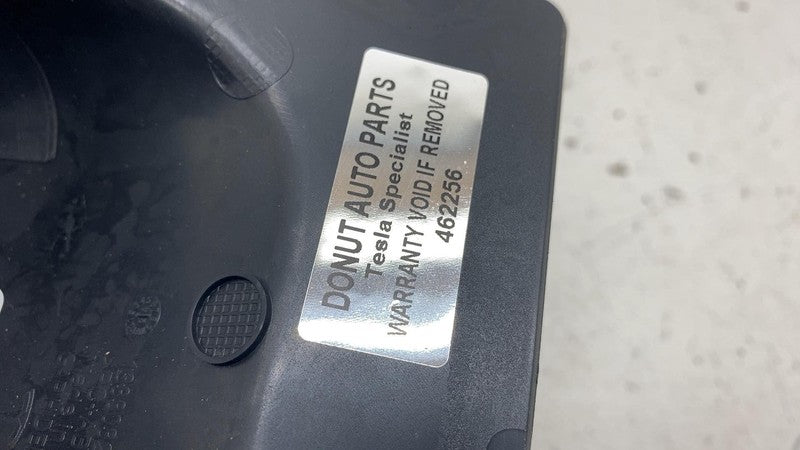 DONUT AUTO PARTS
Tesla Specialist
WARRANTY VOID IF REMOVED
462256